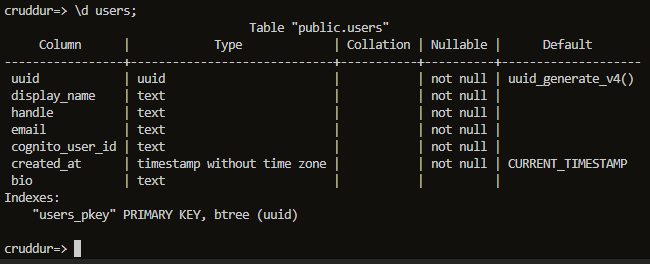 cruddur=> \d users;
                                  Table "public.users"
     Column      |            Type             | Collation | Nullable |      Default
-----------------+-----------------------------+-----------+----------+--------------------
 uuid            | uuid                        |           | not null | uuid_generate_v4()
 display_name    | text                        |           | not null |
 handle          | text                        |           | not null |
 email           | text                        |           | not null |
 cognito_user_id | text                        |           | not null |
 created_at      | timestamp without time zone |           | not null | CURRENT_TIMESTAMP
 bio             | text                        |           |          |
Indexes:
    "users_pkey" PRIMARY KEY, btree (uuid)
cruddur=>